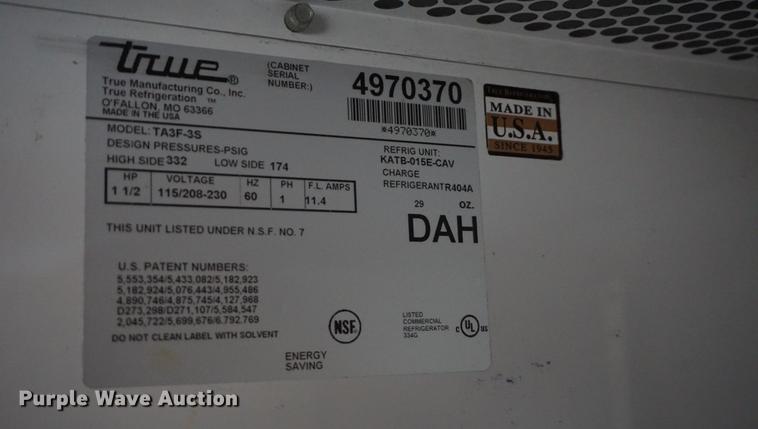 true®
True Manufacturing Co., Inc.
True Refrigeration ™
O'FALLON, MO 63366
MADE IN THE USA
(CABINET
SERIAL
NUMBER:)
4970370
*4970370*
TRUE REFRIGERATION
MADE IN
U.S.A.
SINCE 1945
MODEL: TA3F-3S
DESIGN PRESSURES-PSIG
HIGH SIDE 332 LOW SIDE 174
HP VOLTAGE HZ PH F.L. AMPS
1 1/2 115/208-230 60 1 11.4
REFRIG UNIT:
KATB-015E-CAV
CHARGE
REFRIGERANT R404A
29 OZ.
DAH
THIS UNIT LISTED UNDER N.S.F. NO. 7
U.S. PATENT NUMBERS:
5,553,354/5,433,082/5,182,923
5,182,924/5,076,443/4,955,486
4,890,746/4,875,745/4,127,968
D273,298/D271,107/5,584,547
2,045,722/5,699,676/6,792,769
DO NOT CLEAN LABEL WITH SOLVENT
NSF
LISTED
COMMERCIAL
REFRIGERATOR
334G
C UL US
ENERGY
SAVING
Purple Wave Auction